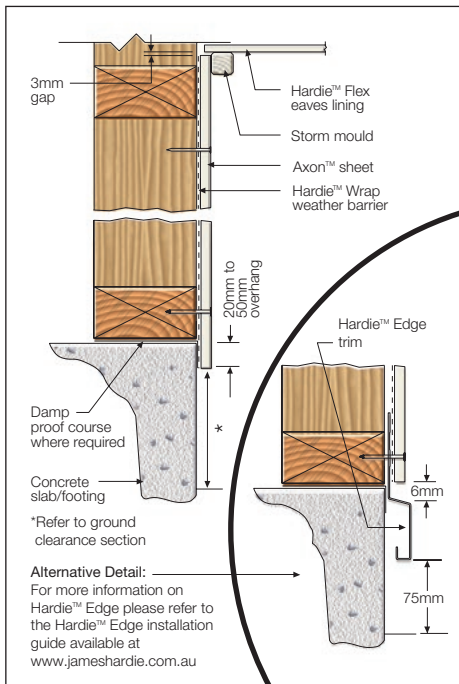 3mm
gap
Hardie™ Flex
eaves lining
Storm mould
Axon™ sheet
Hardie™ Wrap
weather barrier
20mm to
50mm
overhang
Hardie™ Edge
trim
Damp
proof course
where required
*
Concrete
slab/footing
6mm
*Refer to ground
clearance section
Alternative Detail:
For more information on
Hardie™ Edge please refer to
the Hardie™ Edge installation
guide available at
www.jameshardie.com.au
75mm